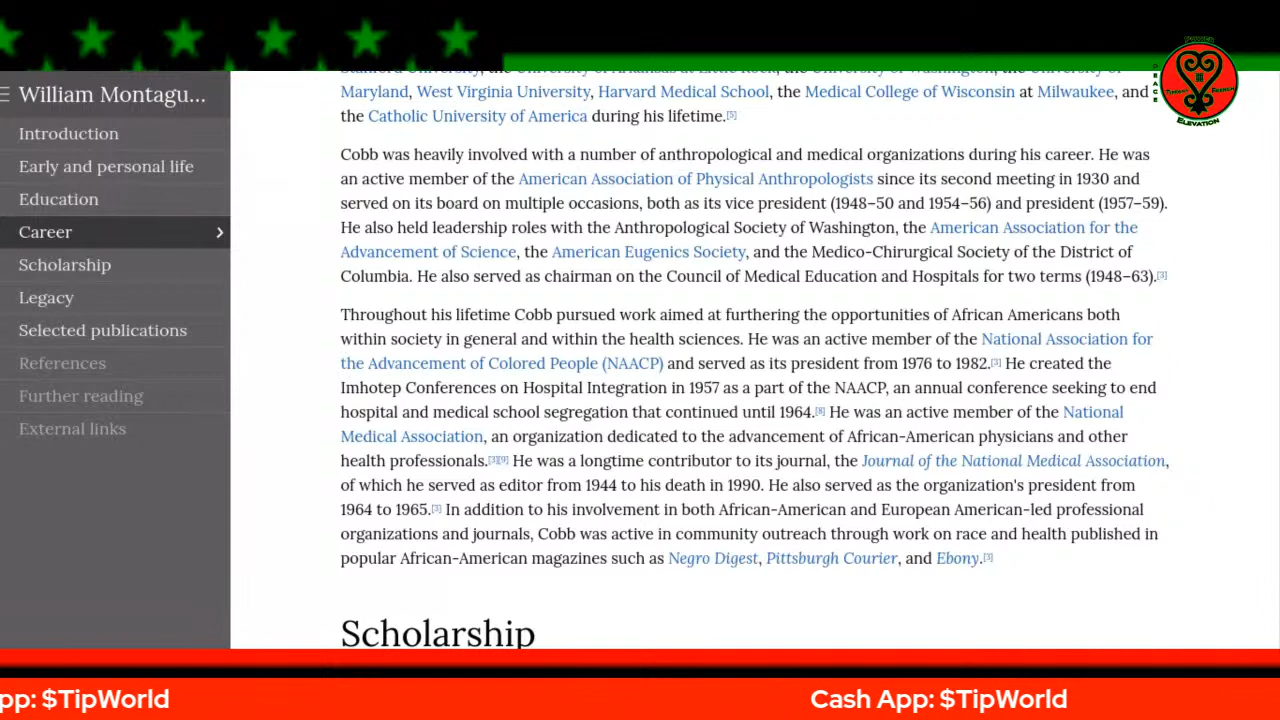 William Montagu...
Introduction
Early and personal life
Education
Career
Scholarship
Legacy
Selected publications
References
Further reading
External links
Stanford University, the University of Arkansas at Little Rock, the University of Washington, the University of
Maryland, West Virginia University, Harvard Medical School, the Medical College of Wisconsin at Milwaukee, and
the Catholic University of America during his lifetime.[5]
Cobb was heavily involved with a number of anthropological and medical organizations during his career. He was
an active member of the American Association of Physical Anthropologists since its second meeting in 1930 and
served on its board on multiple occasions, both as its vice president (1948–50 and 1954–56) and president (1957–59).
He also held leadership roles with the Anthropological Society of Washington, the American Association for the
Advancement of Science, the American Eugenics Society, and the Medico-Chirurgical Society of the District of
Columbia. He also served as chairman on the Council of Medical Education and Hospitals for two terms (1948–63).[3]
Throughout his lifetime Cobb pursued work aimed at furthering the opportunities of African Americans both
within society in general and within the health sciences. He was an active member of the National Association for
the Advancement of Colored People (NAACP) and served as its president from 1976 to 1982.[3] He created the
Imhotep Conferences on Hospital Integration in 1957 as a part of the NAACP, an annual conference seeking to end
hospital and medical school segregation that continued until 1964.[8] He was an active member of the National
Medical Association, an organization dedicated to the advancement of African-American physicians and other
health professionals.[3][9] He was a longtime contributor to its journal, the Journal of the National Medical Association,
of which he served as editor from 1944 to his death in 1990. He also served as the organization's president from
1964 to 1965.[3] In addition to his involvement in both African-American and European American-led professional
organizations and journals, Cobb was active in community outreach through work on race and health published in
popular African-American magazines such as Negro Digest, Pittsburgh Courier, and Ebony.[3]
Scholarship
POWER
PEACE
ELEVATION
pp: $TipWorld
Cash App: $TipWorld